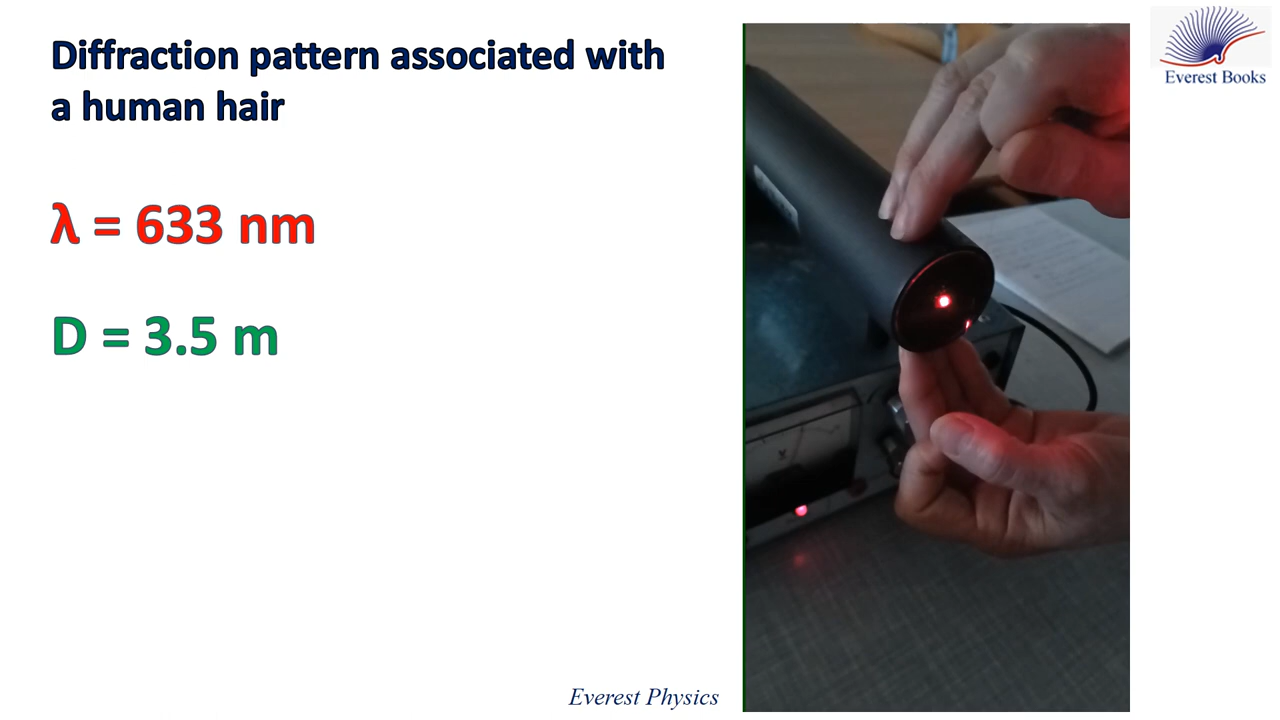 Diffraction pattern associated with
a human hair
λ = 633 nm
D = 3.5 m
Everest Books
Everest Physics